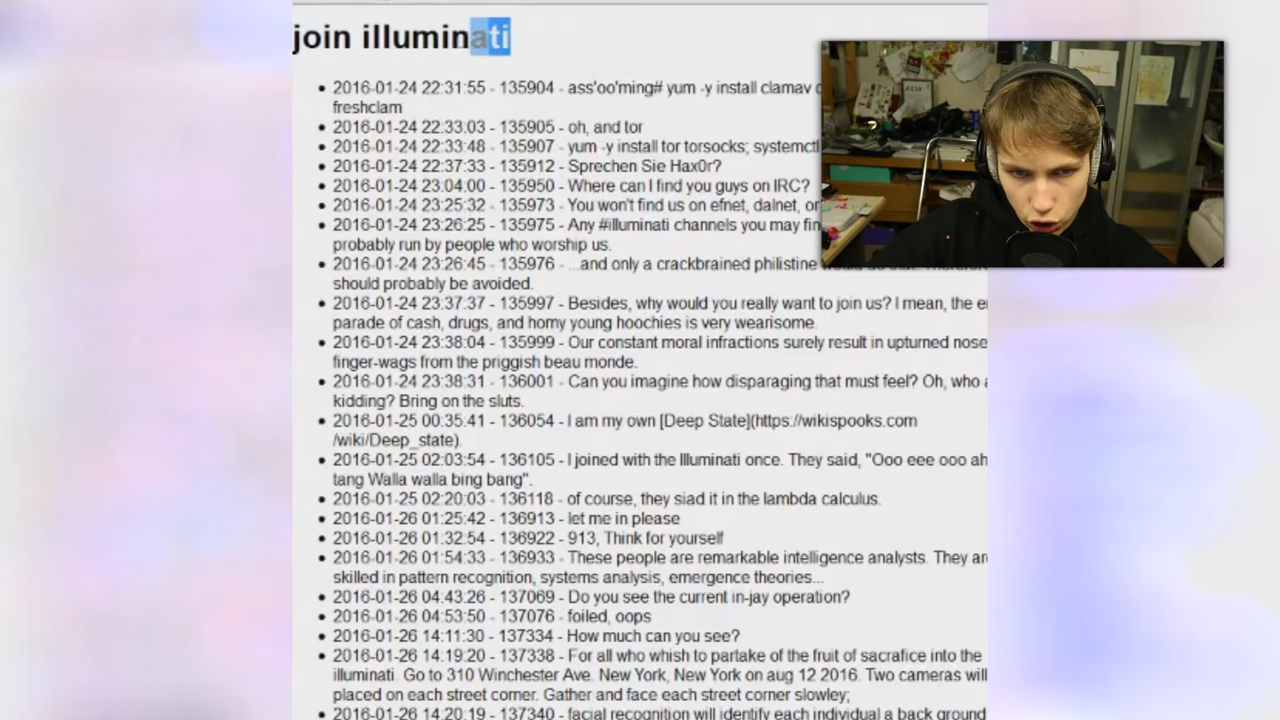 join illuminati
2016-01-24 22:31:55 - 135904 - ass'oo'ming# yum -y install clamav
freshclam
2016-01-24 22:33:03 - 135905 - oh, and tor
2016-01-24 22:33:48 - 135907 - yum -y install tor torsocks;
2016-01-24 22:37:33 - 135912 - Sprechen Sie Hax0r?
2016-01-24 23:04:00 - 135950 - Where can I find you guys on IRC?
2016-01-24 23:25:32 - 135973 - You won't find us on efnet, dalnet, or
2016-01-24 23:26:25 - 135975 - Any #illuminati channels you may
probably run by people who worship us.
2016-01-24 23:26:45 - 135976 - ...and only a crackbrained philistine
should probably be avoided.
2016-01-24 23:37:37 - 135997 - Besides, why would you really want to join us? I mean, the
parade of cash, drugs, and horny young hoochies is very wearisome.
2016-01-24 23:38:04 - 135999 - Our constant moral infractions surely result in upturned
finger-wags from the priggish beau monde.
2016-01-24 23:38:31 - 136001 - Can you imagine how disparaging that must feel? Oh, who
kidding? Bring on the sluts.
2016-01-25 00:35:41 - 136054 - I am my own [Deep State](https://wikispooks.com
/wiki/Deep_state).
2016-01-25 02:03:54 - 136105 - I joined with the Illuminati once. They said, "Ooo eee ooo ah
tang Walla walla bing bang".
2016-01-25 02:20:03 - 136118 - of course, they siad it in the lambda calculus.
2016-01-26 01:25:42 - 136913 - let me in please
2016-01-26 01:32:54 - 136922 - 913, Think for yourself
2016-01-26 01:54:33 - 136933 - These people are remarkable intelligence analysts. They
skilled in pattern recognition, systems analysis, emergence theories...
2016-01-26 04:43:26 - 137069 - Do you see the current in-jay operation?
2016-01-26 04:53:50 - 137076 - foiled, oops
2016-01-26 14:11:30 - 137334 - How much can you see?
2016-01-26 14:19:20 - 137338 - For all who whish to partake of the fruit of sacrafice into the
illuminati. Go to 310 Winchester Ave. New York, New York on aug 12 2016. Two cameras will
placed on each street corner. Gather and face each street corner slowley;
2016-01-26 14:20:19 - 137340 - facial recognition will identify each individual a back ground